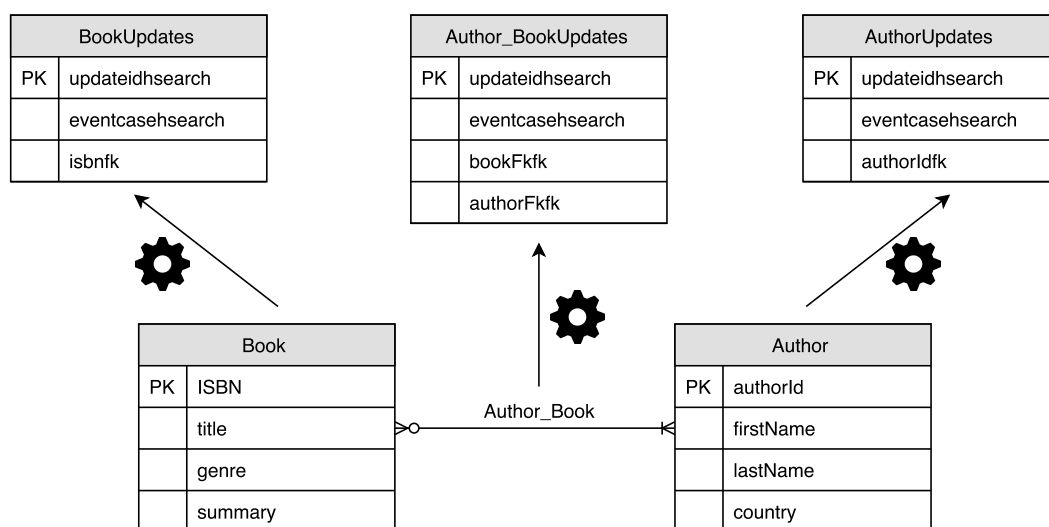 BookUpdates
PK updateidhsearch
eventcasehsearch
isbnfk
Author_BookUpdates
PK updateidhsearch
eventcasehsearch
bookFkfk
authorFkfk
AuthorUpdates
PK updateidhsearch
eventcasehsearch
authorIdfk
Book
PK ISBN
title
genre
summary
Author_Book
Author
PK authorId
firstName
lastName
country